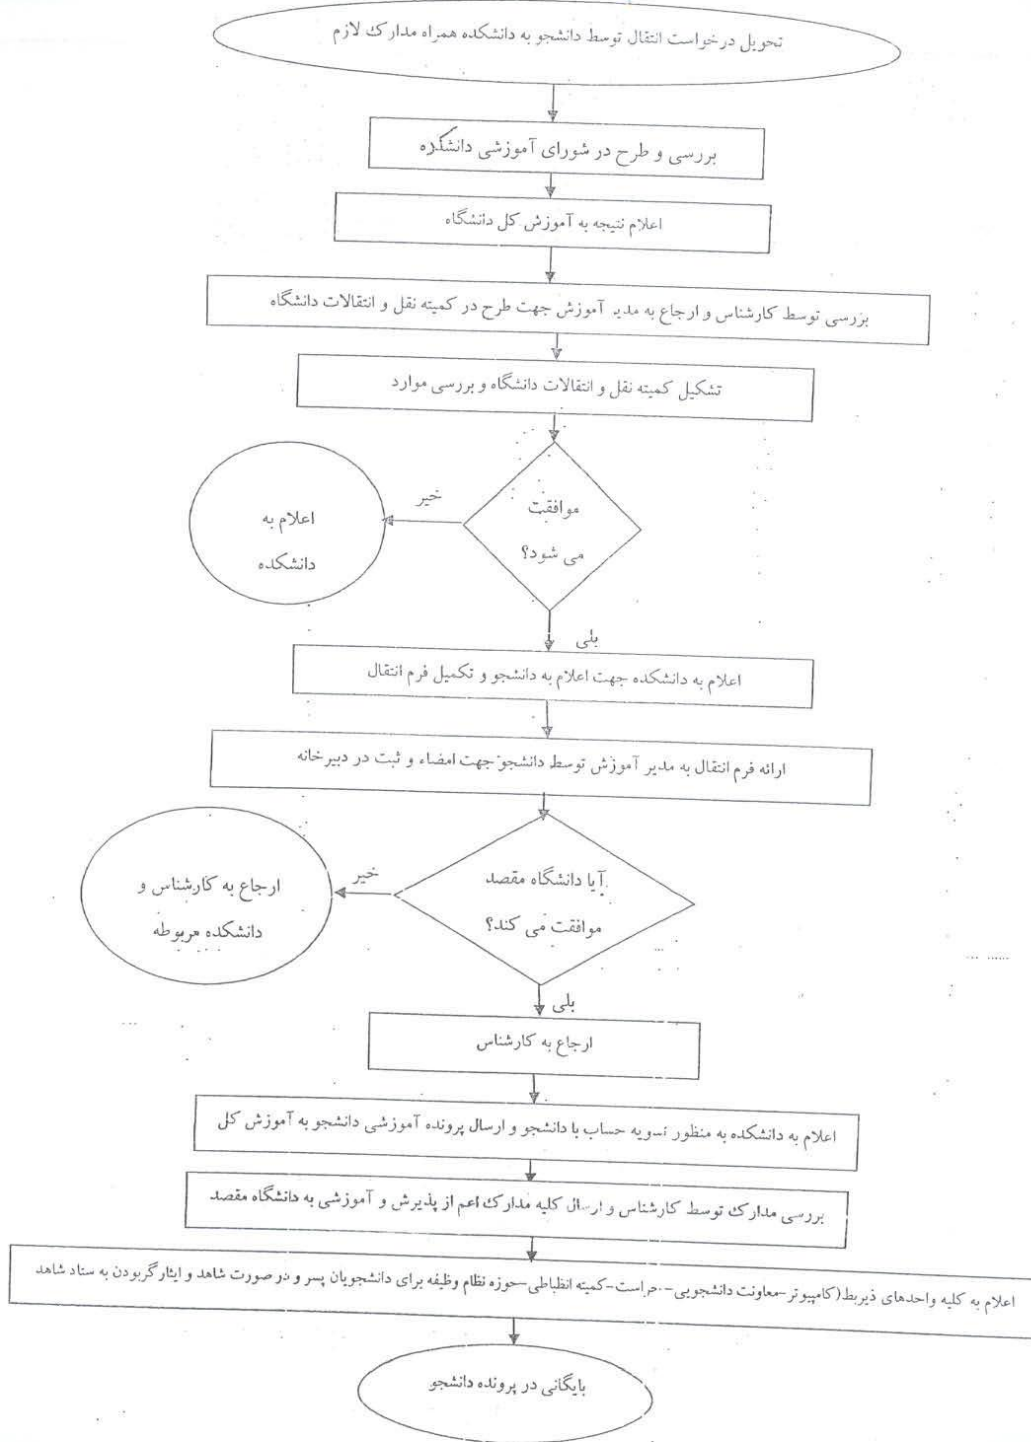 تحویل درخواست انتقال توسط دانشجو به دانشکده همراه مدارک لازم
بررسی و طرح در شورای آموزشی دانشکده
اعلام نتیجه به آموزش کل دانشگاه
بررسی توسط کارشناس و ارجاع به مدیر آموزش جهت طرح در کمیته نقل و انتقالات دانشگاه
تشکیل کمیته نقل و انتقالات دانشگاه و بررسی موارد
موافقت
می شود؟
خیر
اعلام به
دانشکده
بلی
اعلام به دانشکده جهت اعلام به دانشجو و تکمیل فرم انتقال
ارائه فرم انتقال به مدیر آموزش توسط دانشجو جهت امضاء و ثبت در دبیرخانه
آیا دانشگاه مقصد
موافقت می کند؟
خیر
ارجاع به کارشناس و
دانشکده مربوطه
بلی
ارجاع به کارشناس
اعلام به دانشکده به منظور تسویه حساب با دانشجو و ارسال پرونده آموزشی دانشجو به آموزش کل
بررسی مدارک توسط کارشناس و ارسال کلیه مدارک اعم از پذیرش و آموزشی به دانشگاه مقصد
اعلام به کلیه واحدهای ذیربط(کامپیوتر-معاونت دانشجویی-حراست-کمیته انظباطی-حوزه نظام وظیفه برای دانشجویان پسر و در صورت شاهد و ایثارگربودن به ستاد شاهد
بایگانی در پرونده دانشجو